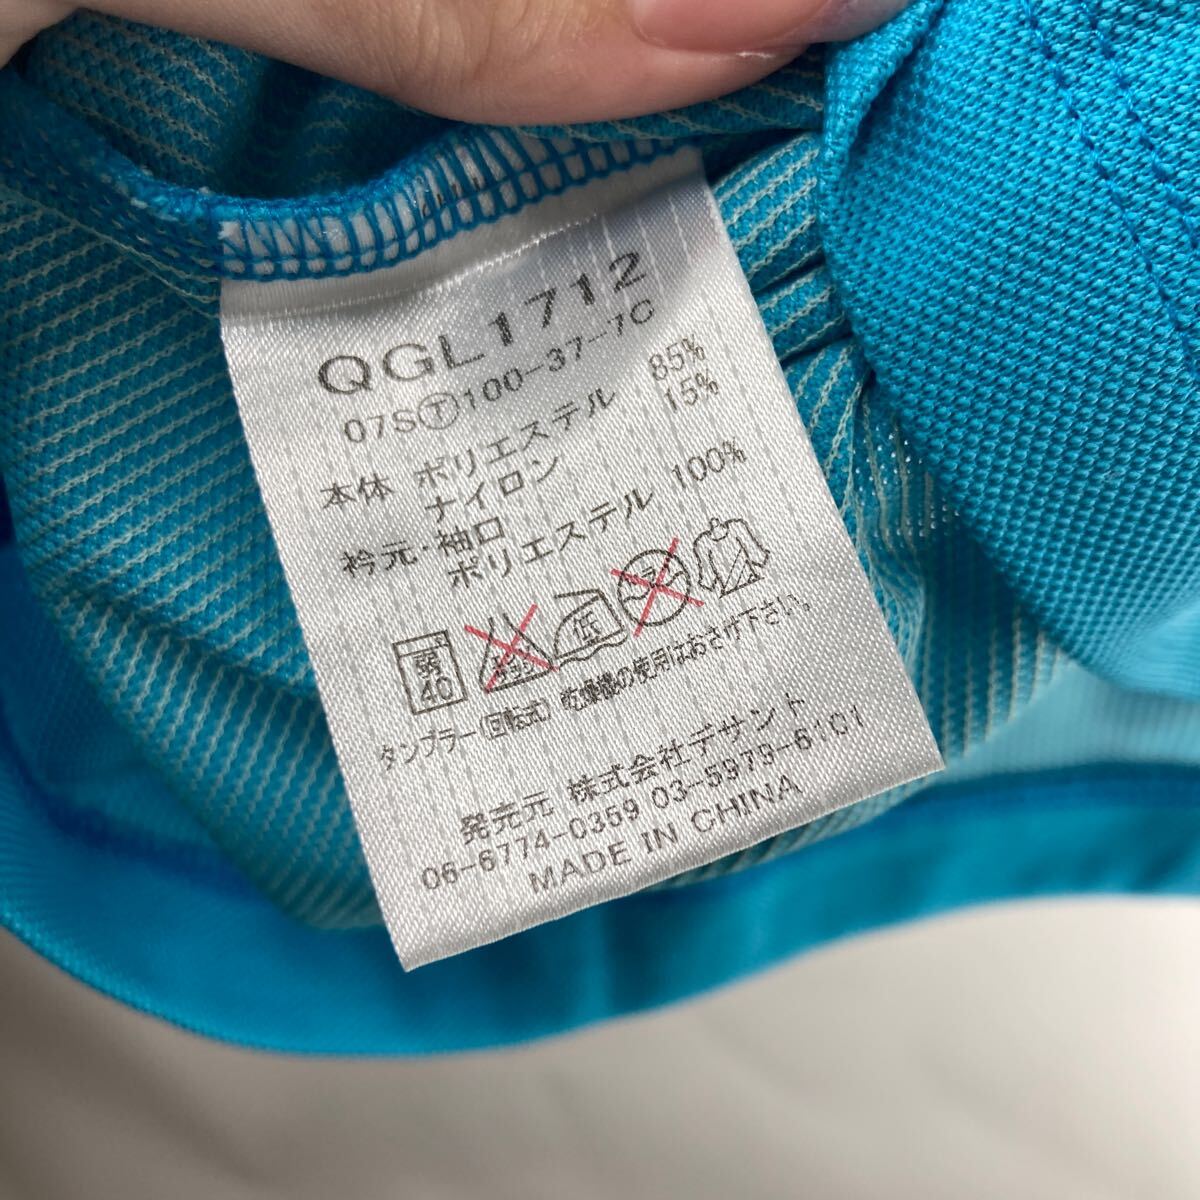 QGL1712
07SⓉ100-37-7C
本体 ポリエステル 85%
ナイロン 15%
衿元・袖口
ポリエステル 100%
弱 40 低
タンブラー(回転式) 乾燥機の使用はおさけ下さい。
発売元 株式会社デサント
06-6774-0359 03-5979-6101
MADE IN CHINA